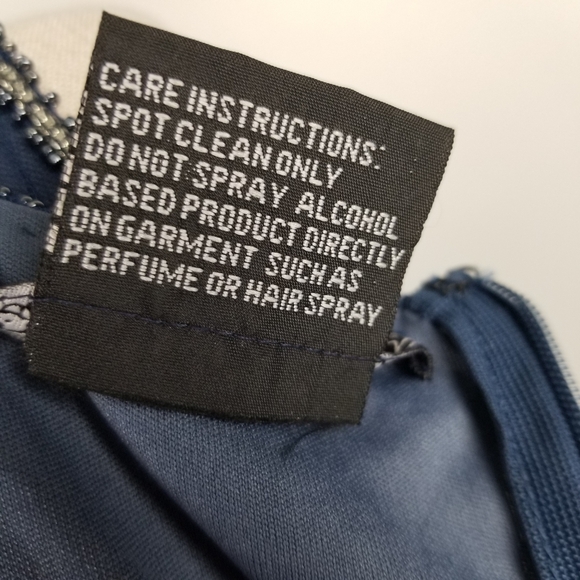 CARE INSTRUCTIONS:
SPOT CLEAN ONLY
DO NOT SPRAY ALCOHOL
BASED PRODUCT DIRECTLY
ON GARMENT SUCH AS
PERFUME OR HAIR SPRAY